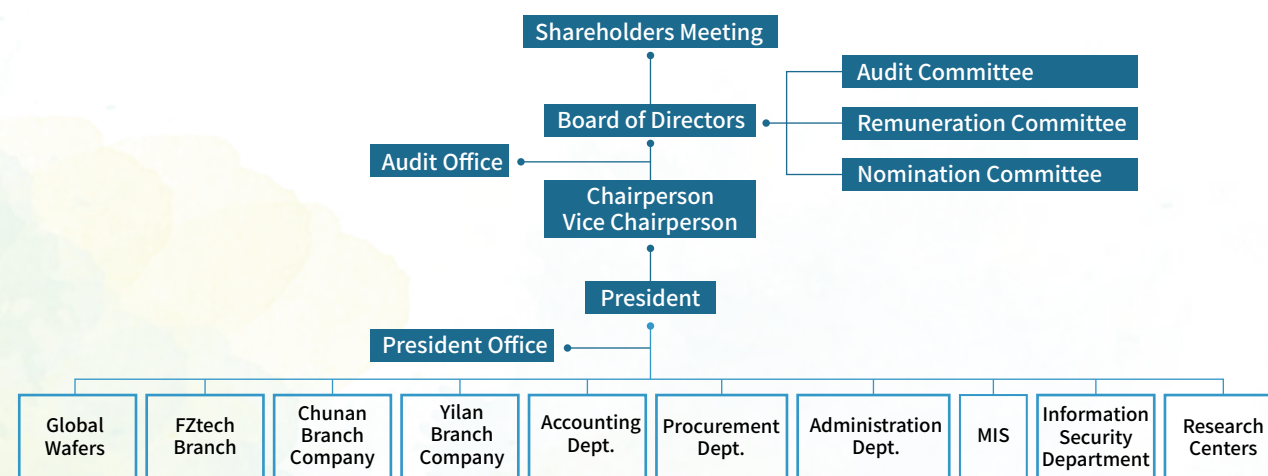 Shareholders Meeting
Audit Committee
Board of Directors
Remuneration Committee
Audit Office
Nomination Committee
Chairperson
Vice Chairperson
President
President Office
Global
Wafers
FZtech
Branch
Chunan
Branch
Company
Yilan
Branch
Company
Accounting
Dept.
Procurement
Dept.
Administration
Dept.
MIS
Information
Security
Department
Research
Centers